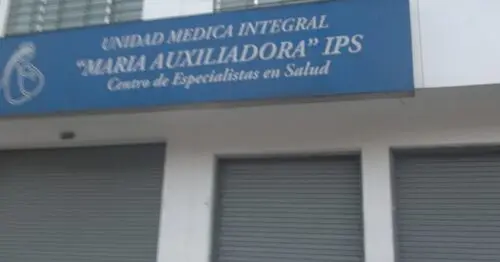 UNIDAD MEDICA INTEGRAL
"MARIA AUXILIADORA" IPS
Centro de Especialistas en Salud